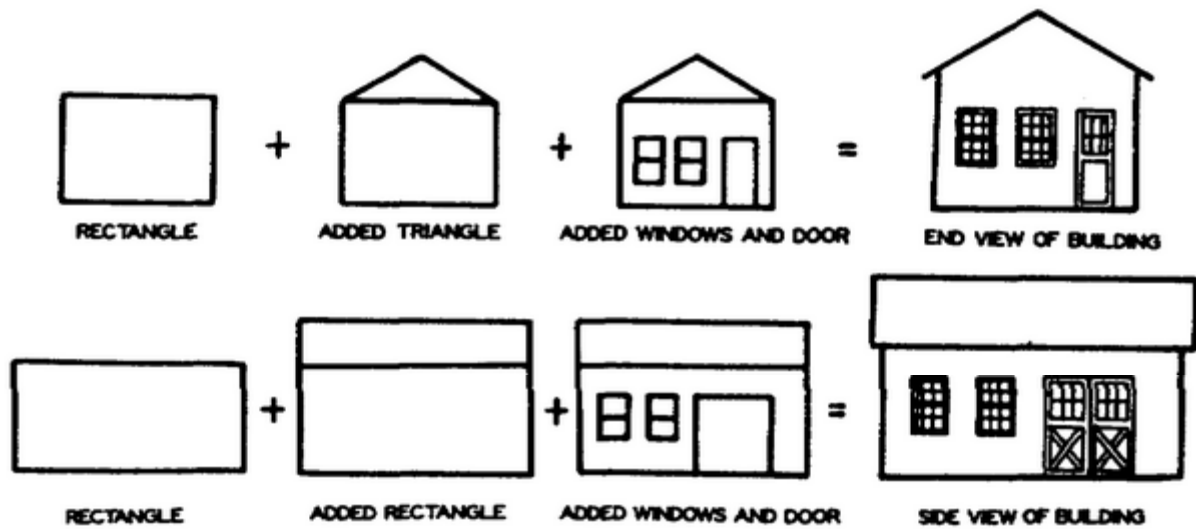 RECTANGLE
ADDED TRIANGLE
ADDED WINDOWS AND DOOR
END VIEW OF BUILDING
RECTANGLE
ADDED RECTANGLE
ADDED WINDOWS AND DOOR
SIDE VIEW OF BUILDING